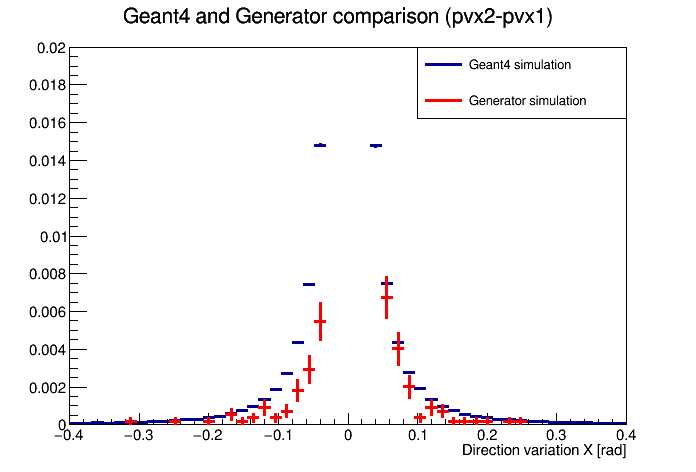 Geant4 and Generator comparison (pvx2-pvx1)
0.02
0.018
0.016
0.014
0.012
0.01
0.008
0.006
0.004
0.002
0
Geant4 simulation
Generator simulation
−0.4 −0.3 −0.2 −0.1 0 0.1 0.2 0.3 0.4
Direction variation X [rad]